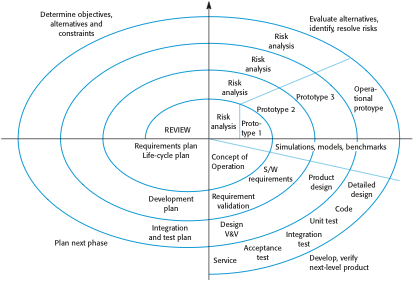 Determine objectives,
alternatives and
constraints
Evaluate alternatives,
identify, resolve risks
Risk
analysis
Risk
analysis
Risk
analysis
Risk
analysis
REVIEW
Proto-
type 1
Prototype 2
Prototype 3
Opera-
tional
protoype
Requirements plan
Life-cycle plan
Simulations, models, benchmarks
Concept of
Operation
S/W
requirements
Product
design
Detailed
design
Development
plan
Requirement
validation
Code
Unit test
Integration
and test plan
Design
V&V
Integration
test
Plan next phase
Acceptance
test
Service
Develop, verify
next-level product